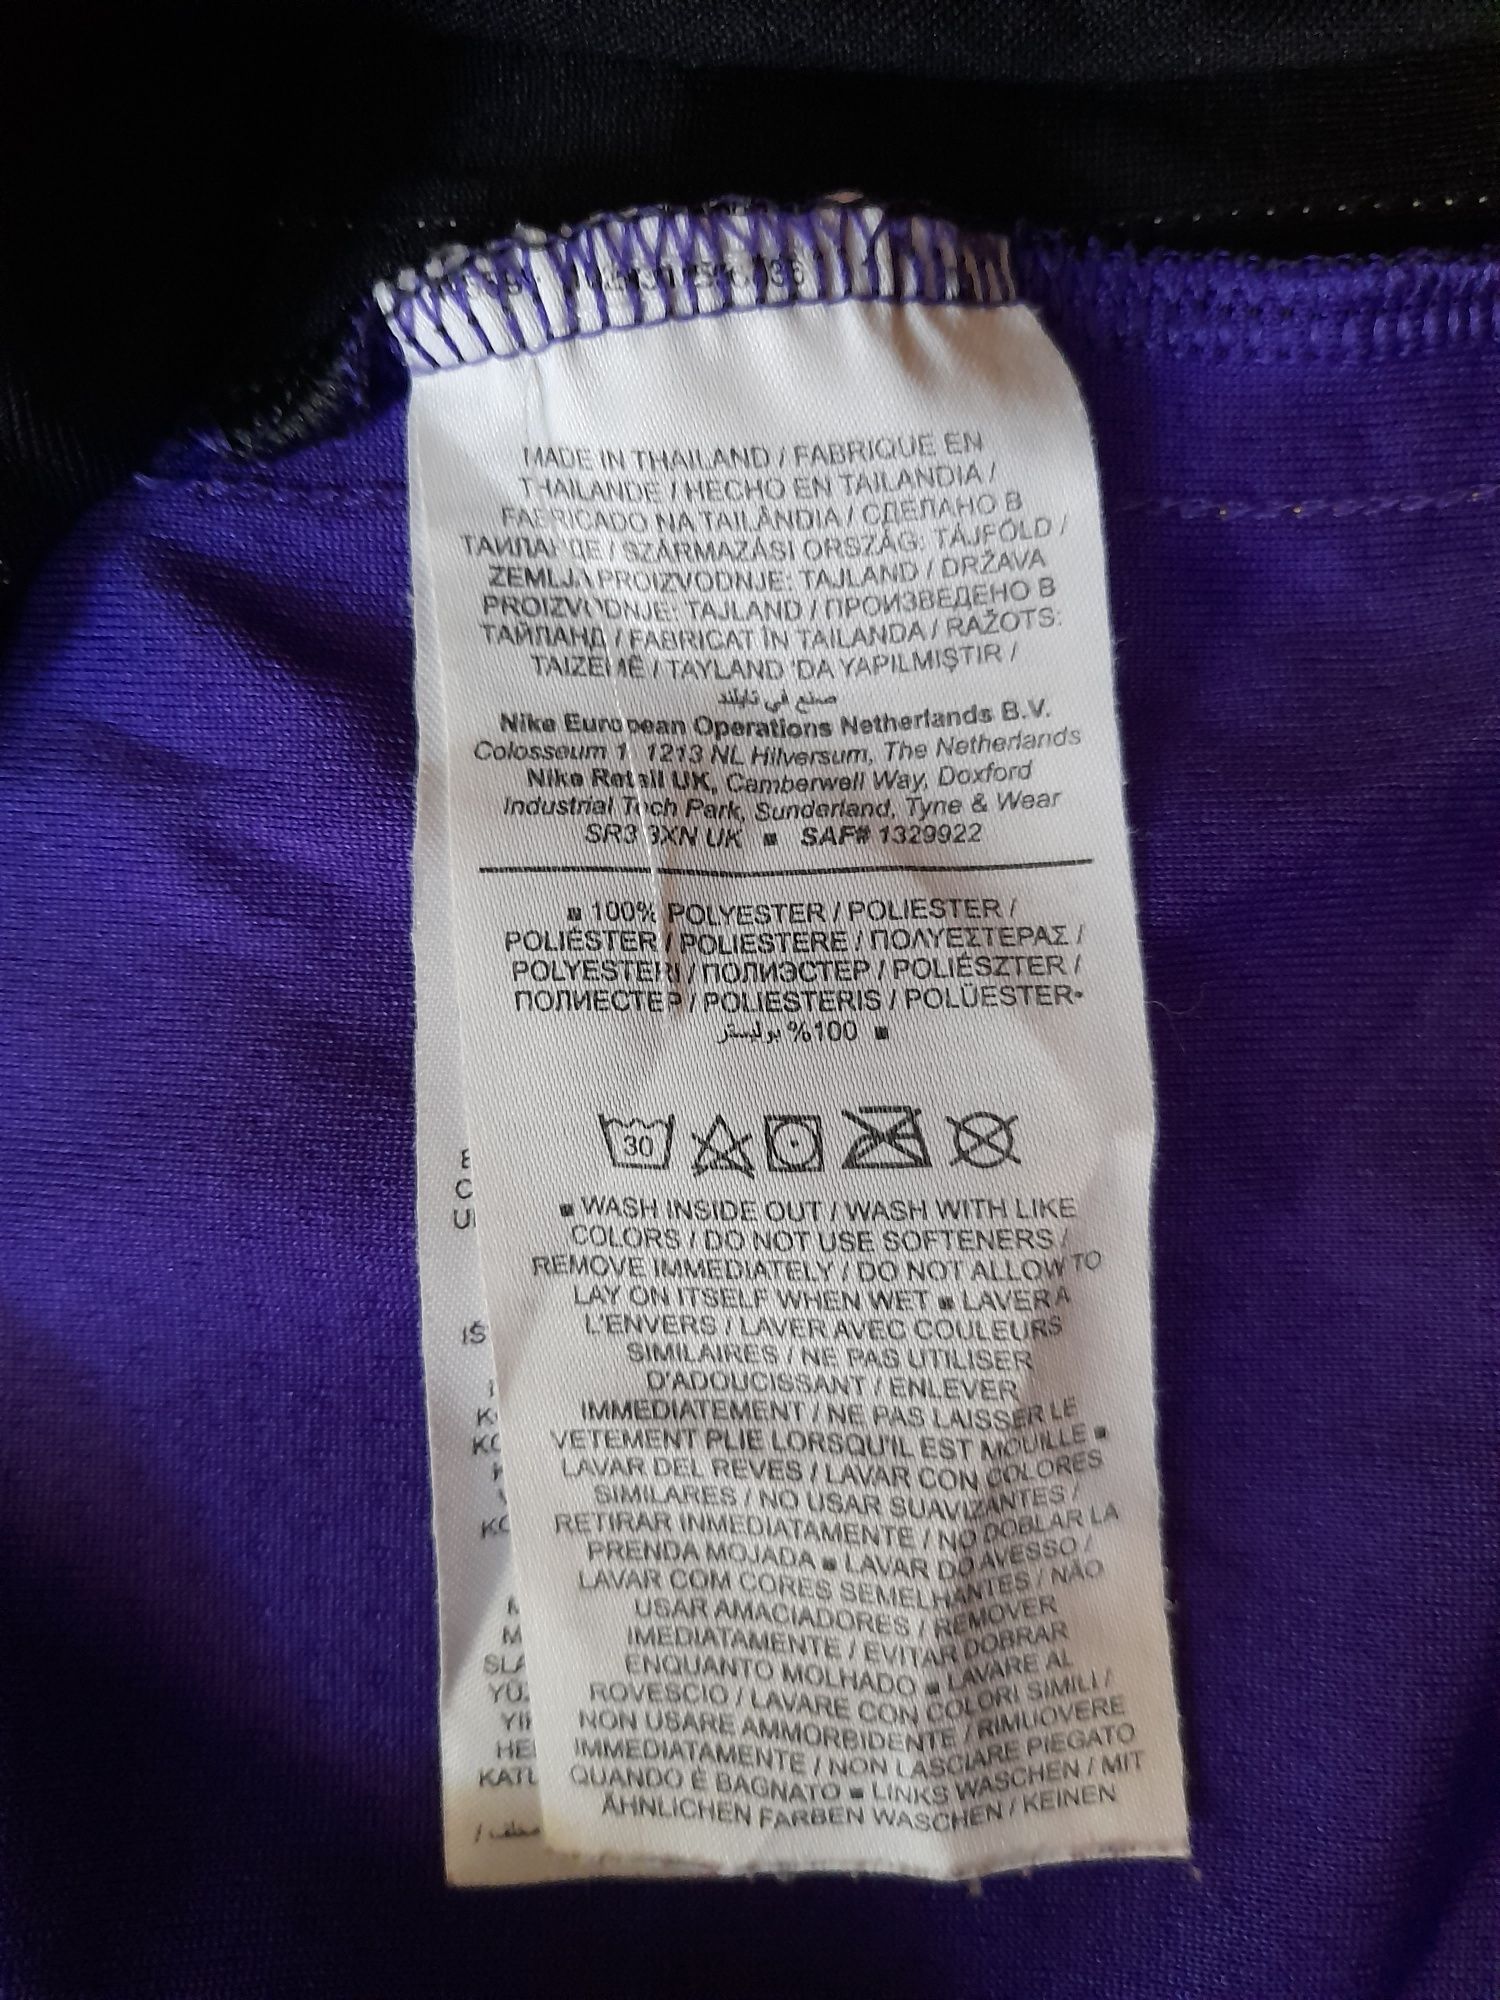 MADE IN THAILAND / FABRIQUE EN
THAILANDE / HECHO EN TAILANDIA /
FABRICADO NA TAILÂNDIA / СДЕЛАНО В
ТАИЛАНДЕ / SZÁRMAZÁSI ORSZÁG: TÁJFÖLD /
ZEMLJA PROIZVODNJE: TAJLAND / DRŽAVA
PROIZVODNJE: TAJLAND / ПРОИЗВЕДЕНО В
ТАЙЛАНД / FABRICAT ÎN TAILANDA / RAŽOTS:
TAIZEMĒ / TAYLAND 'DA YAPILMIŞTIR /
صنع في تايلند
Nike European Operations Netherlands B.V.
Colosseum 1, 1213 NL Hilversum, The Netherlands
Nike Retail UK, Camberwell Way, Doxford
Industrial Tech Park, Sunderland, Tyne & Wear
SR3 3XN UK ■ SAF# 1329922
■ 100% POLYESTER / POLIESTER /
POLIÉSTER / POLIESTERE / ΠΟΛΥΕΣΤΕΡΑΣ /
POLYESTERI / ПОЛИЭСТЕР / POLIÉSZTER /
ПОЛИЕСТЕР / POLIESTERIS / POLÜESTER•
100% بوليستر ■
30
■ WASH INSIDE OUT / WASH WITH LIKE
COLORS / DO NOT USE SOFTENERS /
REMOVE IMMEDIATELY / DO NOT ALLOW TO
LAY ON ITSELF WHEN WET ■ LAVER A
L'ENVERS / LAVER AVEC COULEURS
SIMILAIRES / NE PAS UTILISER
D'ADOUCISSANT / ENLEVER
IMMEDIATEMENT / NE PAS LAISSER LE
VETEMENT PLIE LORSQU'IL EST MOUILLE ■
LAVAR DEL REVES / LAVAR CON COLORES
SIMILARES / NO USAR SUAVIZANTES /
RETIRAR INMEDIATAMENTE / NO DOBLAR LA
PRENDA MOJADA ■ LAVAR DO AVESSO /
LAVAR COM CORES SEMELHANTES / NÃO
USAR AMACIADORES / REMOVER
IMEDIATAMENTE / EVITAR DOBRAR
ENQUANTO MOLHADO ■ LAVARE AL
ROVESCIO / LAVARE CON COLORI SIMILI /
NON USARE AMMORBIDENTE / RIMUOVERE
IMMEDIATAMENTE / NON LASCIARE PIEGATO
QUANDO È BAGNATO ■ LINKS WASCHEN / MIT
ÄHNLICHEN FARBEN WASCHEN / KEINEN